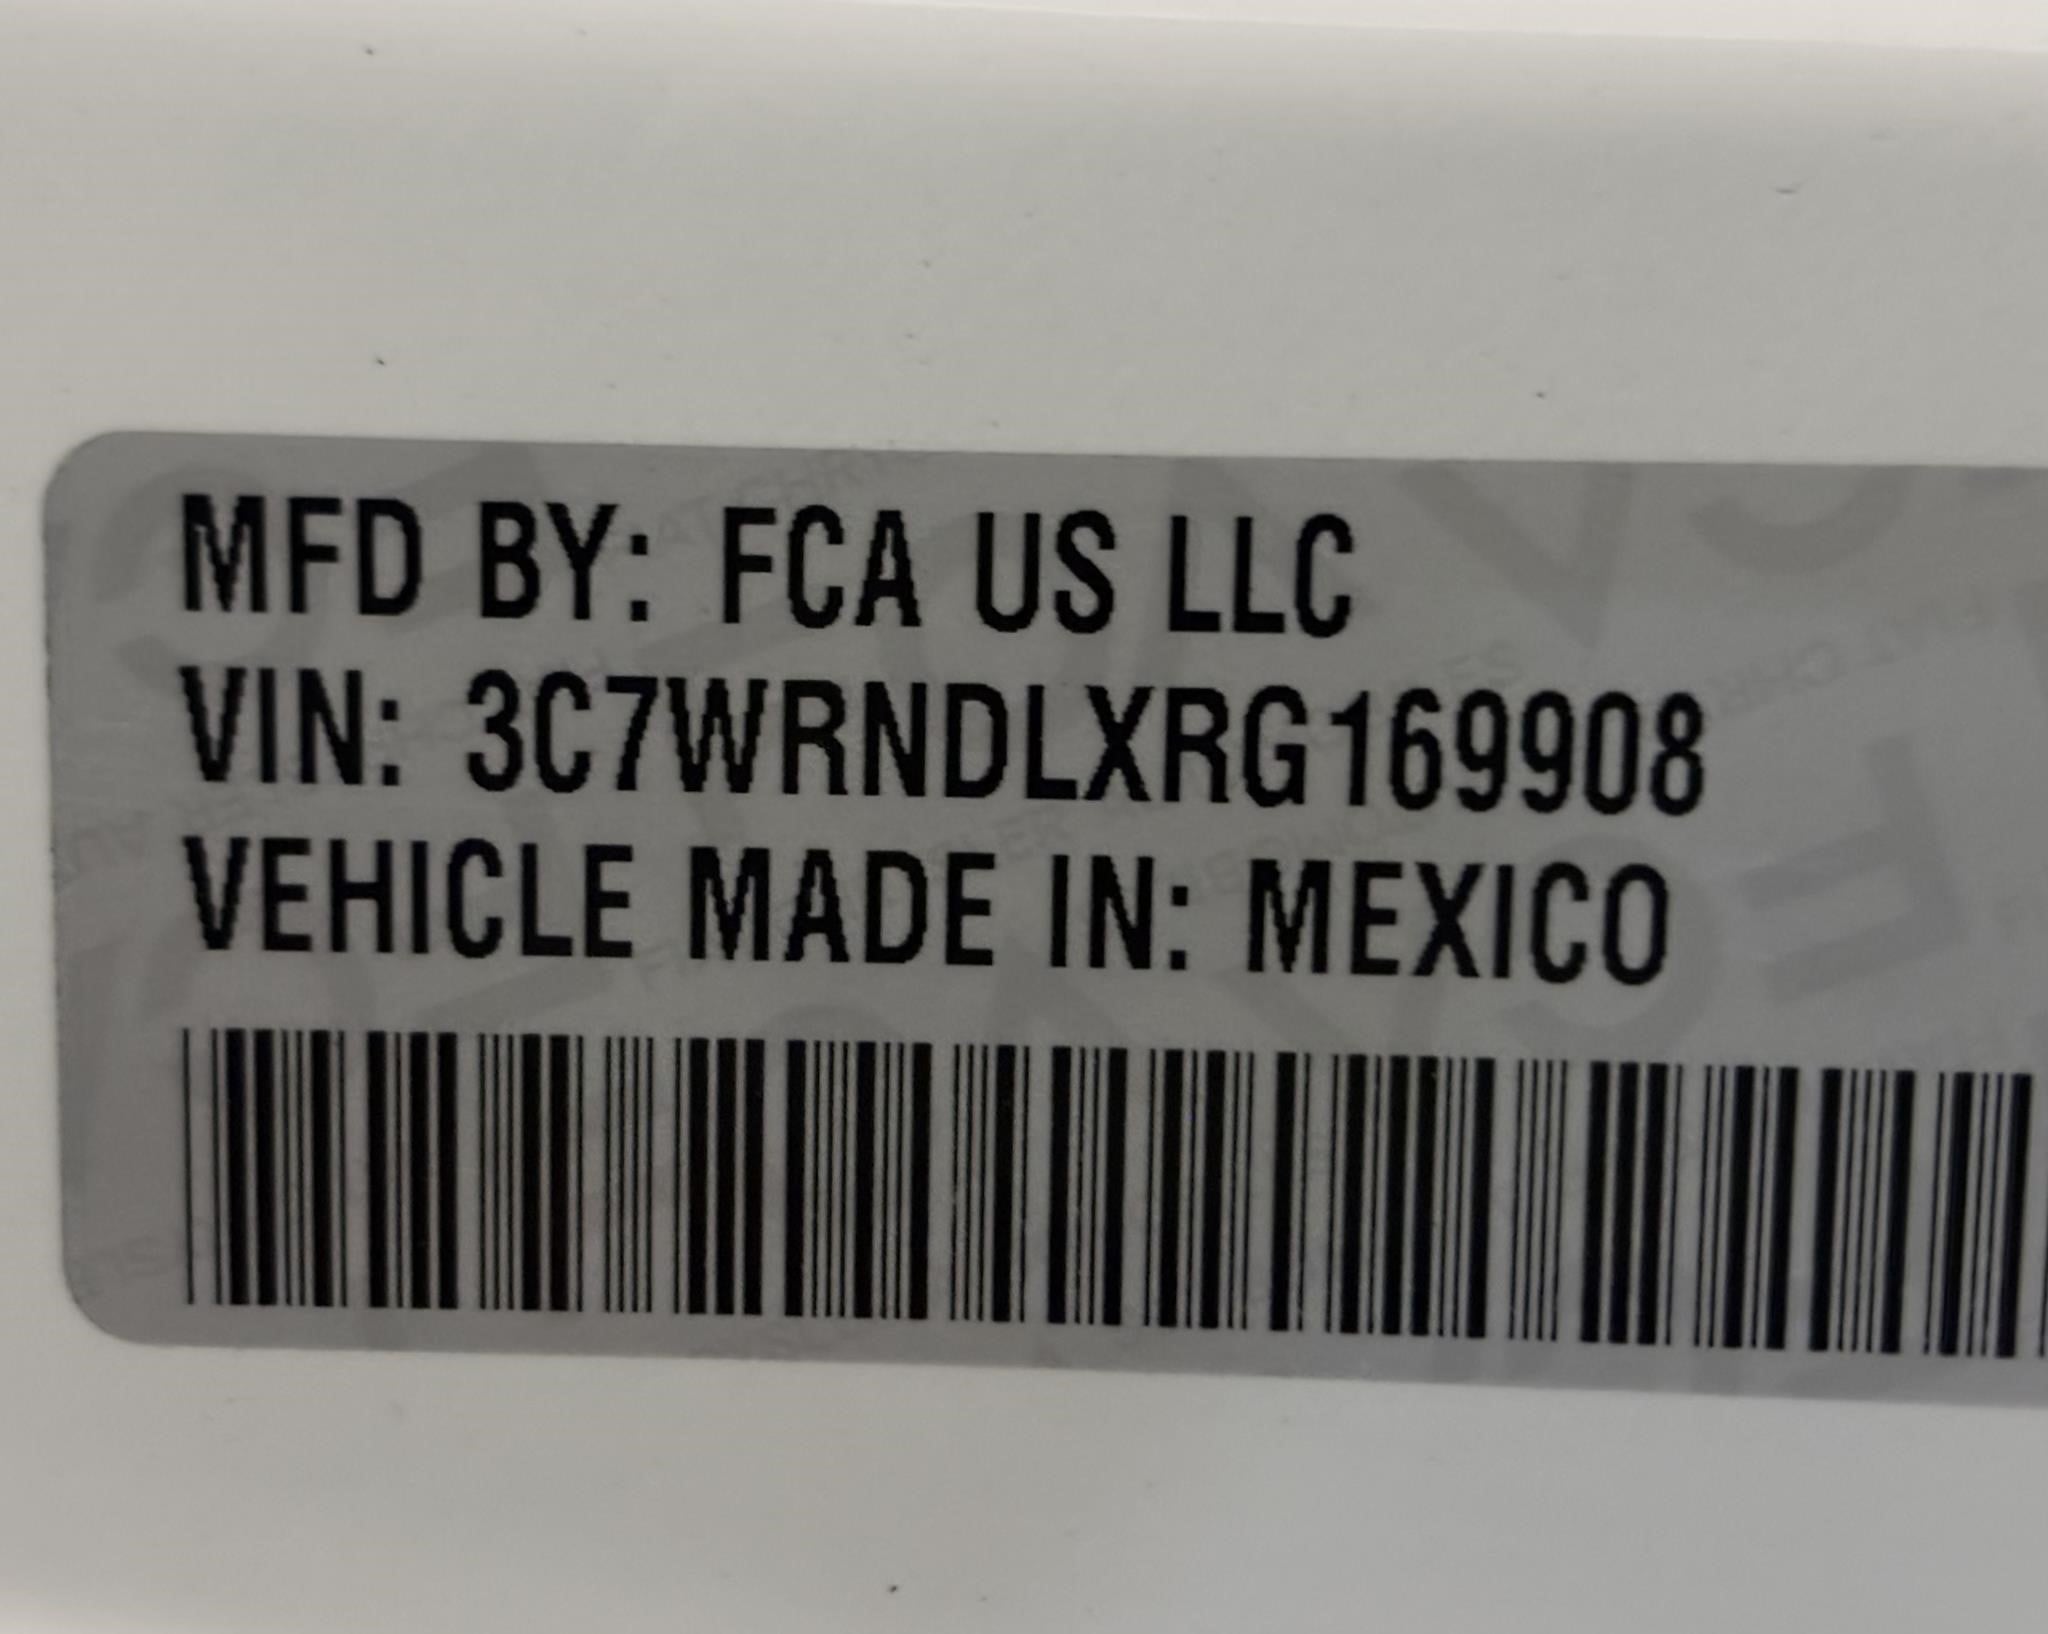 MFD BY: FCA US LLC
VIN: 3C7WRNDLXRG169908
VEHICLE MADE IN: MEXICO